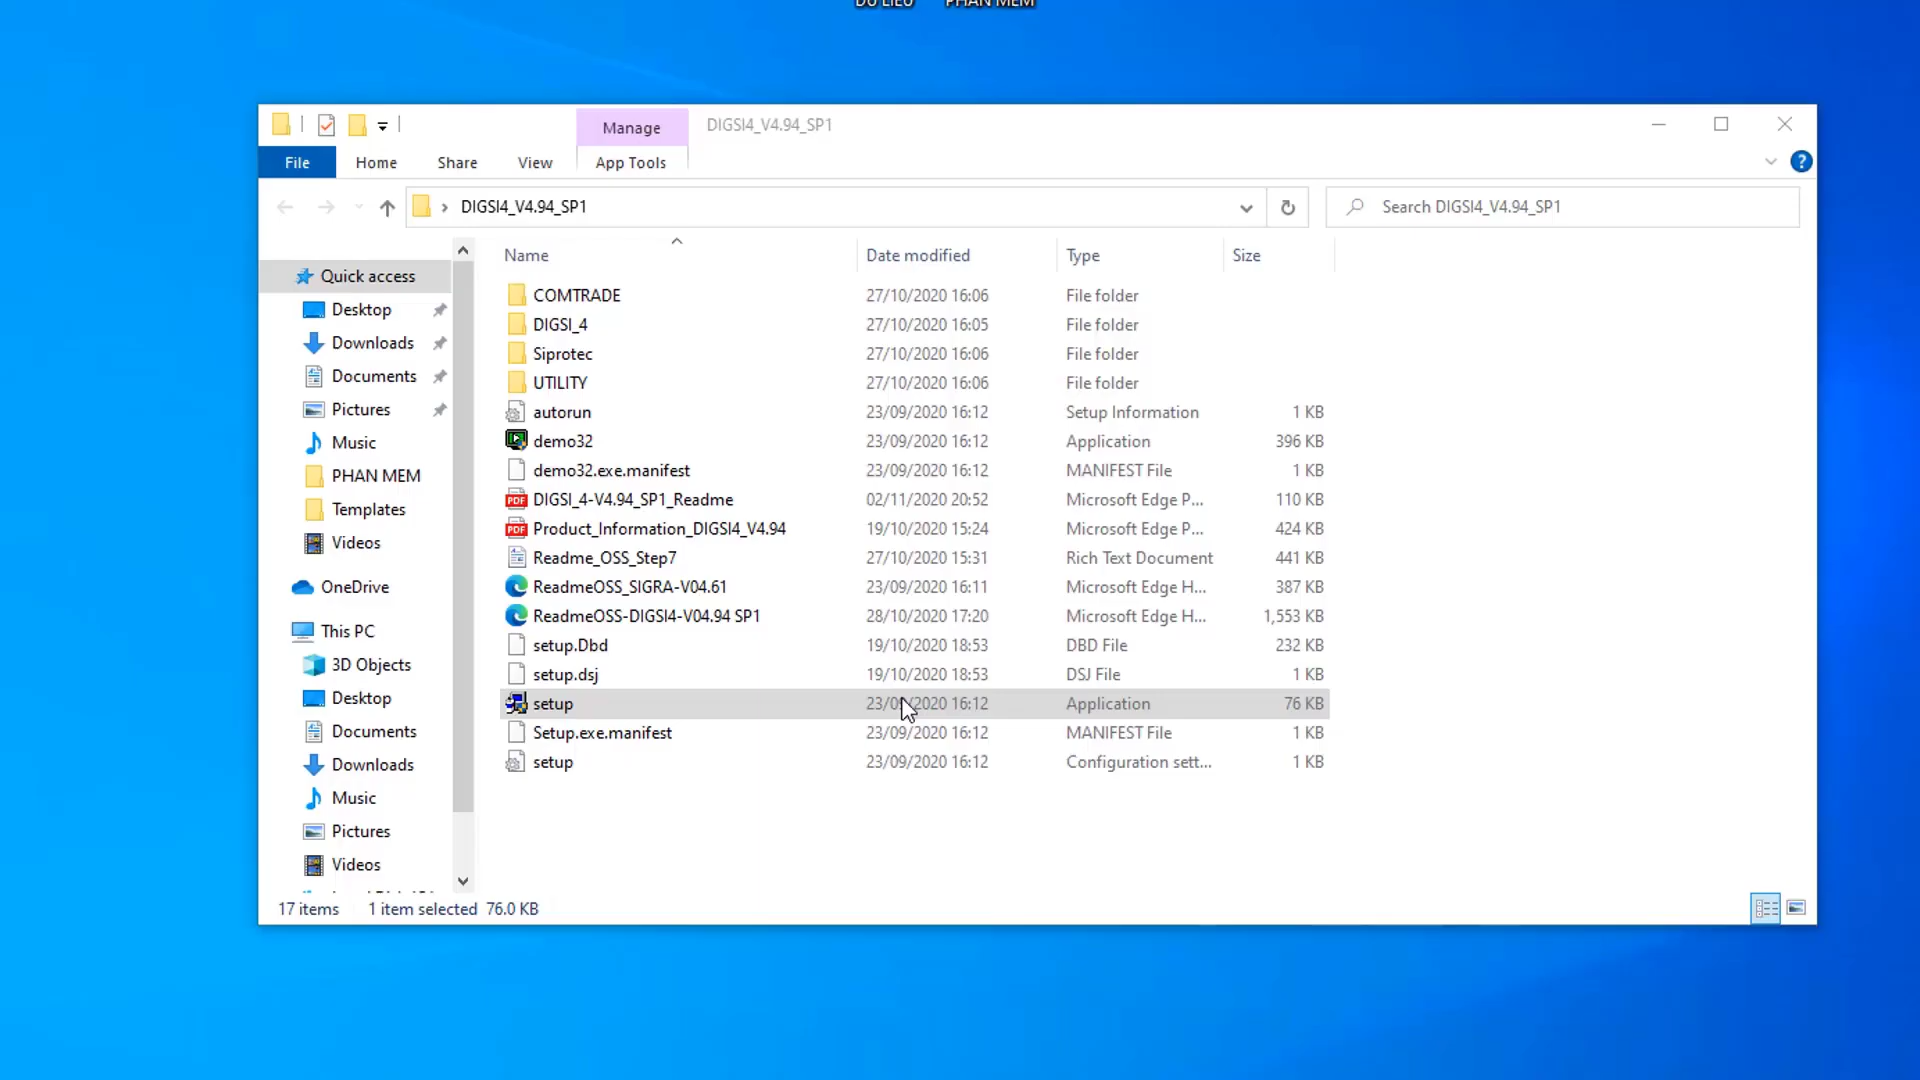 DU LIEU PHAN MEM
Manage DIGSI4_V4.94_SP1
File Home Share View App Tools
DIGSI4_V4.94_SP1 Search DIGSI4_V4.94_SP1
Name Date modified Type Size
Quick access
Desktop
Downloads
Documents
Pictures
Music
PHAN MEM
Templates
Videos
OneDrive
This PC
3D Objects
Desktop
Documents
Downloads
Music
Pictures
Videos
COMTRADE 27/10/2020 16:06 File folder
DIGSI_4 27/10/2020 16:05 File folder
Siprotec 27/10/2020 16:06 File folder
UTILITY 27/10/2020 16:06 File folder
autorun 23/09/2020 16:12 Setup Information 1 KB
demo32 23/09/2020 16:12 Application 396 KB
demo32.exe.manifest 23/09/2020 16:12 MANIFEST File 1 KB
DIGSI_4-V4.94_SP1_Readme 02/11/2020 20:52 Microsoft Edge P... 110 KB
Product_Information_DIGSI4_V4.94 19/10/2020 15:24 Microsoft Edge P... 424 KB
Readme_OSS_Step7 27/10/2020 15:31 Rich Text Document 441 KB
ReadmeOSS_SIGRA-V04.61 23/09/2020 16:11 Microsoft Edge H... 387 KB
ReadmeOSS-DIGSI4-V04.94 SP1 28/10/2020 17:20 Microsoft Edge H... 1,553 KB
setup.Dbd 19/10/2020 18:53 DBD File 232 KB
setup.dsj 19/10/2020 18:53 DSJ File 1 KB
setup 23/09/2020 16:12 Application 76 KB
Setup.exe.manifest 23/09/2020 16:12 MANIFEST File 1 KB
setup 23/09/2020 16:12 Configuration sett... 1 KB
17 items 1 item selected 76.0 KB